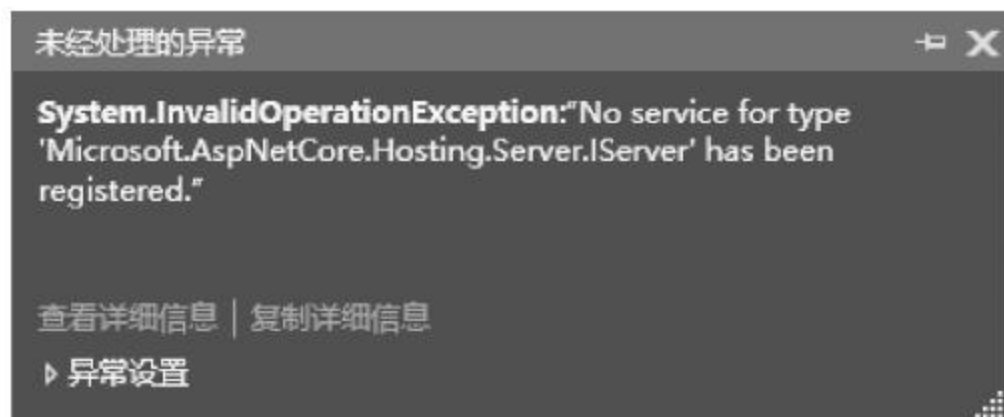 未经处理的异常
System.InvalidOperationException:"No service for type
'Microsoft.AspNetCore.Hosting.Server.IServer' has been
registered."
查看详细信息 | 复制详细信息
异常设置